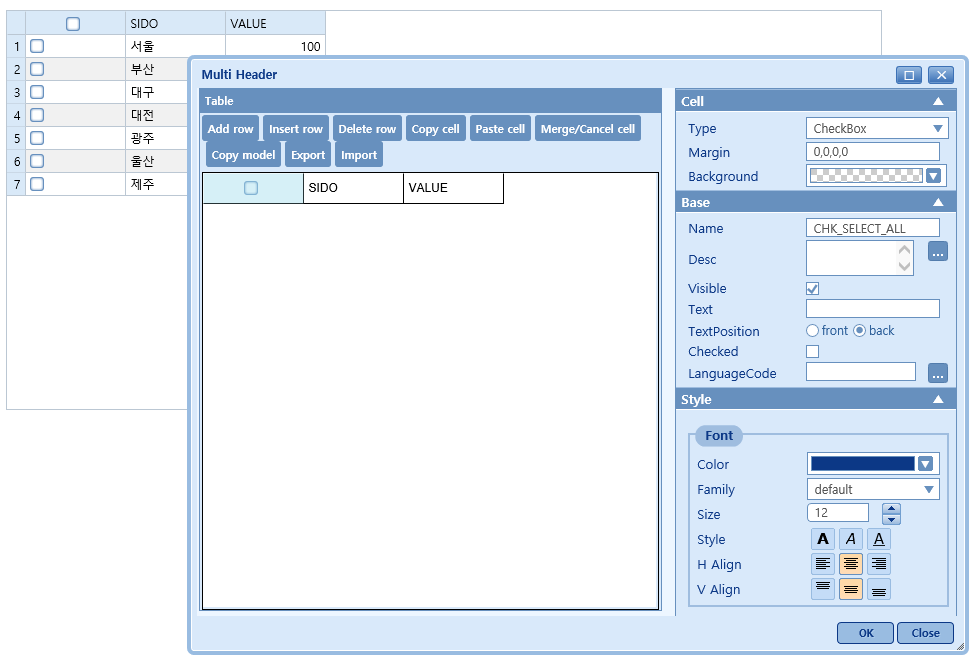 SIDO VALUE
1 서울 100
2 부산
3 대구
4 대전
5 광주
6 울산
7 제주
Multi Header
Table
Add row Insert row Delete row Copy cell Paste cell Merge/Cancel cell
Copy model Export Import
SIDO VALUE
Cell
Type CheckBox
Margin 0,0,0,0
Background
Base
Name CHK_SELECT_ALL
Desc ...
Visible
Text
TextPosition front back
Checked
LanguageCode ...
Style
Font
Color
Family default
Size 12
Style A A A
H Align
V Align
OK Close